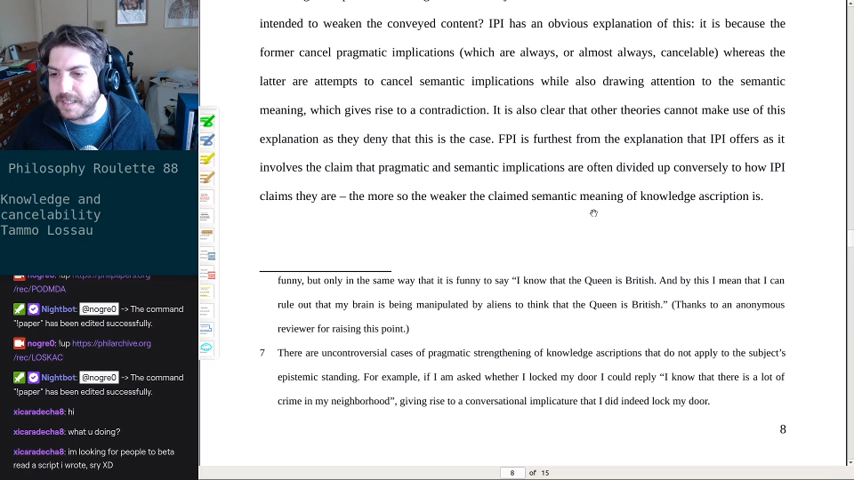 intended to weaken the conveyed content? IPI has an obvious explanation of this: it is because the
former cancel pragmatic implications (which are always, or almost always, cancelable) whereas the
latter are attempts to cancel semantic implications while also drawing attention to the semantic
meaning, which gives rise to a contradiction. It is also clear that other theories cannot make use of this
explanation as they deny that this is the case. FPI is furthest from the explanation that IPI offers as it
involves the claim that pragmatic and semantic implications are often divided up conversely to how IPI
claims they are – the more so the weaker the claimed semantic meaning of knowledge ascription is.
funny, but only in the same way that it is funny to say “I know that the Queen is British. And by this I mean that I can
rule out that my brain is being manipulated by aliens to think that the Queen is British.” (Thanks to an anonymous
reviewer for raising this point.)
7 There are uncontroversial cases of pragmatic strengthening of knowledge ascriptions that do not apply to the subject’s
epistemic standing. For example, if I am asked whether I locked my door I could reply “I know that there is a lot of
crime in my neighborhood”, giving rise to a conversational implicature that I did indeed lock my door.
8
8 of 15
Philosophy Roulette 88
Knowledge and
cancelability
Tammo Lossau
nogre0: !up https://philpapers.org
/rec/PODMDA
Nightbot: @nogre0 -> The command
"!paper" has been edited successfully.
nogre0: !up https://philarchive.org
/rec/LOSKAC
Nightbot: @nogre0 -> The command
"!paper" has been edited successfully.
xicaradecha8: hi
xicaradecha8: what u doing?
xicaradecha8: im looking for people to beta
read a script i wrote, sry XD